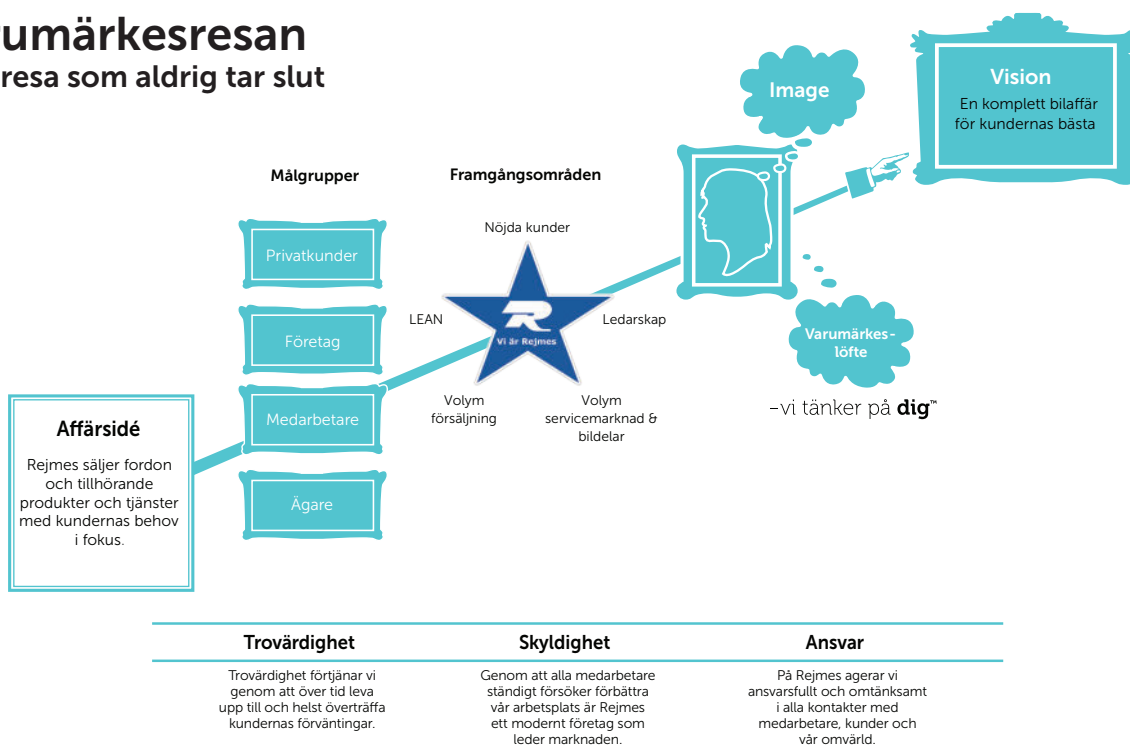 rumärkesresan
resa som aldrig tar slut
Image
Vision
En komplett bilaffär
för kundernas bästa
Målgrupper
Framgångsområden
Privatkunder
Företag
Medarbetare
Ägare
Nöjda kunder
LEAN
Ledarskap
Vi är Rejmes
Volym
försäljning
Volym
servicemarknad &
bildelar
Varumärkes-
löfte
–vi tänker på dig™
Affärsidé
Rejmes säljer fordon
och tillhörande
produkter och tjänster
med kundernas behov
i fokus.
Trovärdighet
Skyldighet
Ansvar
Trovärdighet förtjänar vi
genom att över tid leva
upp till och helst överträffa
kundernas förväntingar.
Genom att alla medarbetare
ständigt försöker förbättra
vår arbetsplats är Rejmes
ett modernt företag som
leder marknaden.
På Rejmes agerar vi
ansvarsfullt och omtänksamt
i alla kontakter med
medarbetare, kunder och
vår omvärld.